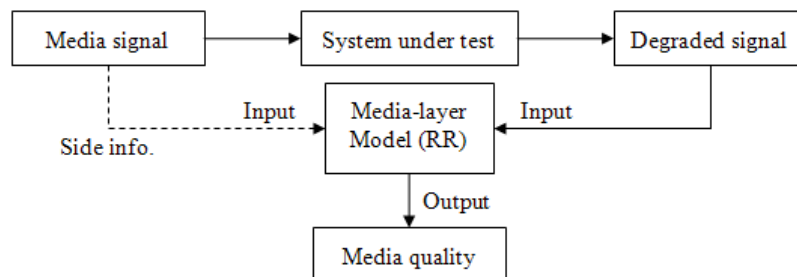 Media signal
System under test
Degraded signal
Input
Media-layer
Model (RR)
Input
Side info.
Output
Media quality